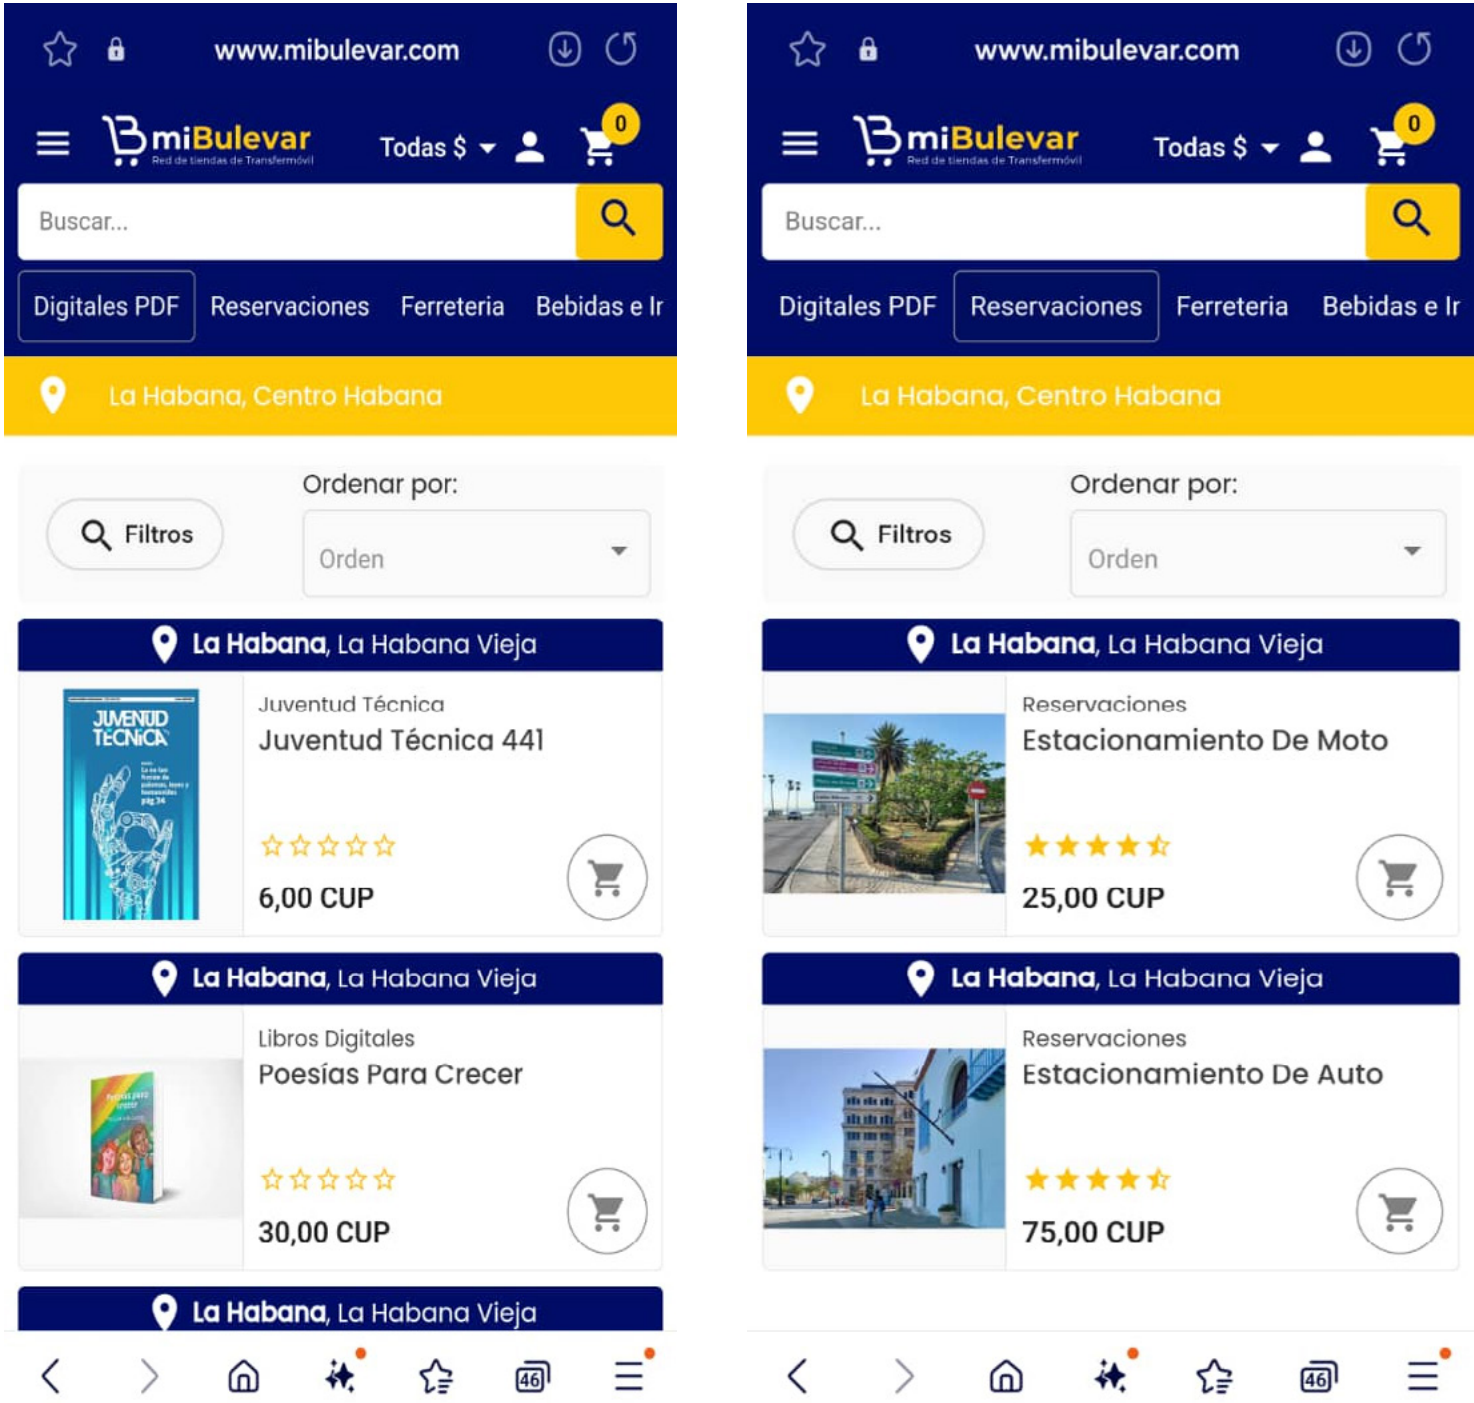 www.mibulevar.com
miBulevar
Red de tiendas de Transfermóvil
Todas $
0
Buscar...
Digitales PDF Reservaciones Ferreteria Bebidas e Ir
La Habana, Centro Habana
Filtros
Ordenar por:
Orden
La Habana, La Habana Vieja
JUVENTUD
TÉCNICA
pág 34
Juventud Técnica
Juventud Técnica 441
6,00 CUP
La Habana, La Habana Vieja
Libros Digitales
Poesías Para Crecer
30,00 CUP
La Habana, La Habana Vieja
46
www.mibulevar.com
miBulevar
Red de tiendas de Transfermóvil
Todas $
0
Buscar...
Digitales PDF Reservaciones Ferreteria Bebidas e Ir
La Habana, Centro Habana
Filtros
Ordenar por:
Orden
La Habana, La Habana Vieja
Reservaciones
Estacionamiento De Moto
25,00 CUP
La Habana, La Habana Vieja
Reservaciones
Estacionamiento De Auto
75,00 CUP
46